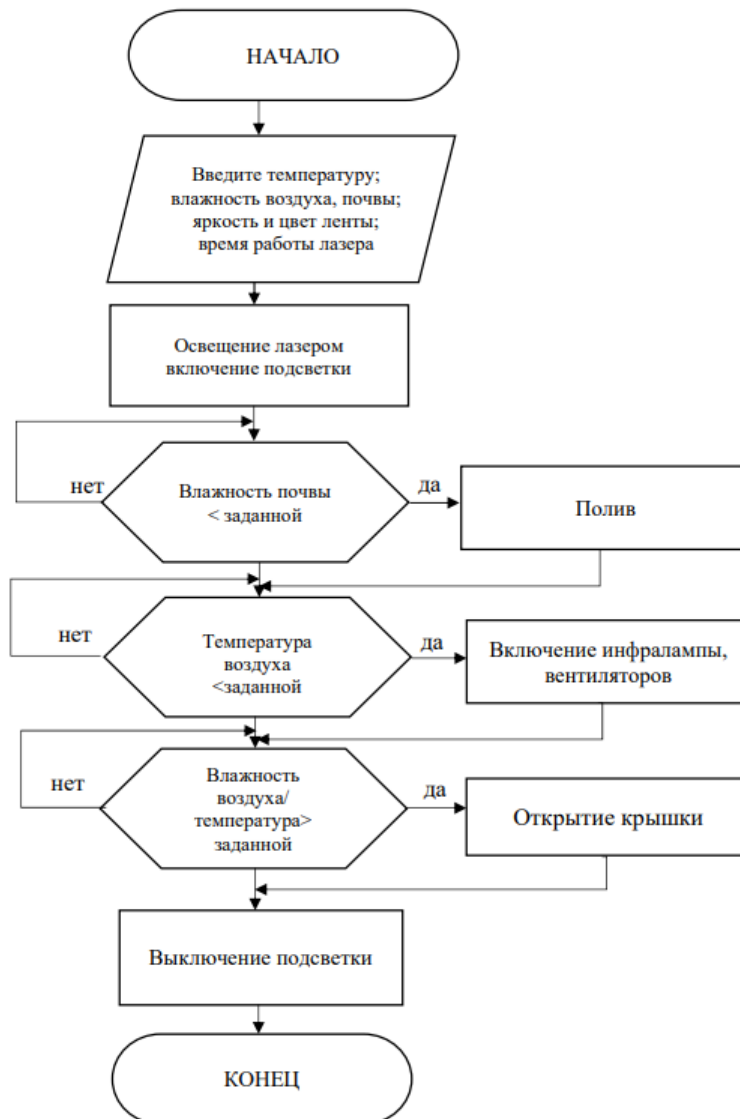 НАЧАЛО
Введите температуру;
влажность воздуха, почвы;
яркость и цвет ленты;
время работы лазера
Освещение лазером
включение подсветки
нет
Влажность почвы
< заданной
да
Полив
нет
Температура
воздуха
<заданной
да
Включение инфралампы,
вентиляторов
нет
Влажность
воздуха/
температура>
заданной
да
Открытие крышки
Выключение подсветки
КОНЕЦ